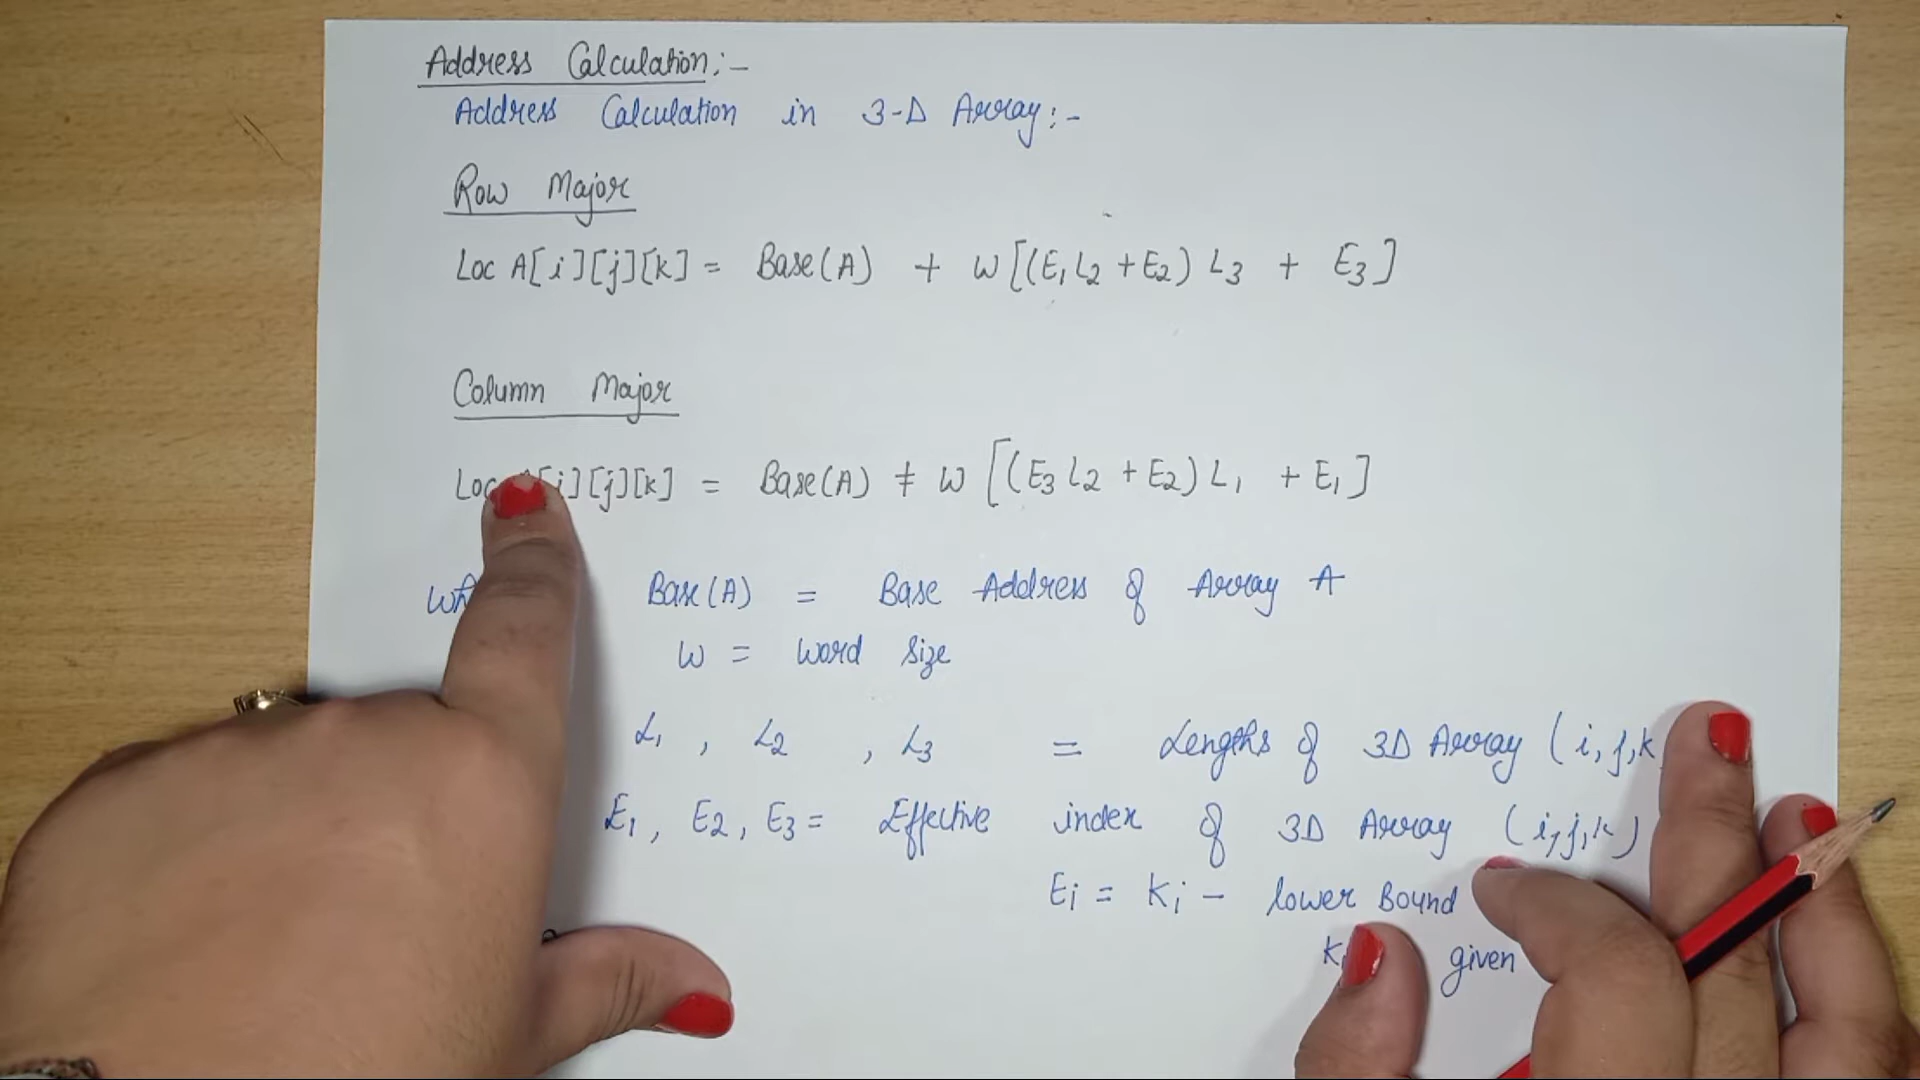 Address Calculation:-
Address Calculation in 3-D Array:-
Row Major
Loc A[i][j][k] = Base(A) + W[(E₁L₂+E₂) L₃ + E₃]
Column Major
Loc [i][j][k] = Base(A) + W[(E₃L₂+E₂) L₁ + E₁]
Base(A) = Base Address of Array A
W = Word Size
L₁, L₂, L₃ = Lengths of 3D Array (i,j,k
E₁, E₂, E₃ = Effective index of 3D Array (i,j,k)
Ei = Ki - lower Bound
given